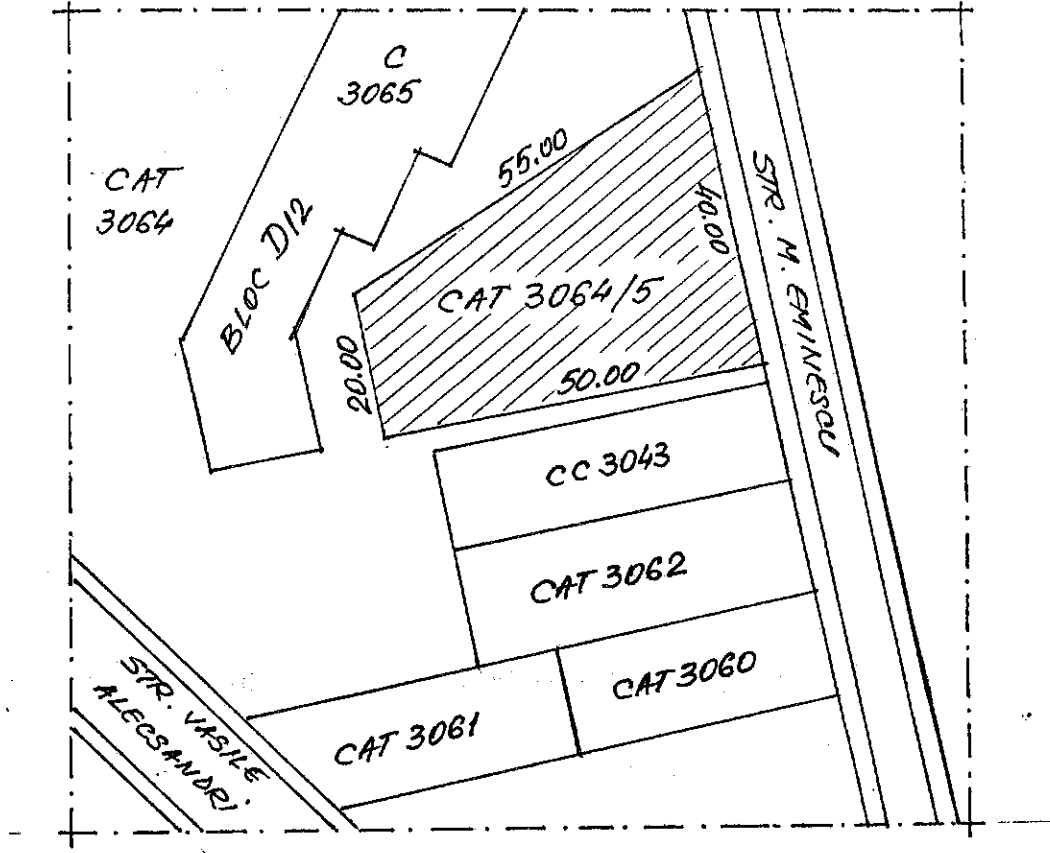 C
3065
CAT
3064
BLOC D12
55.00
40.00
STR. M. EMINESCU
CAT 3064/5
20.00
50.00
CC 3043
CAT 3062
CAT 3060
CAT 3061
STR. VASILE
ALECSANDRI